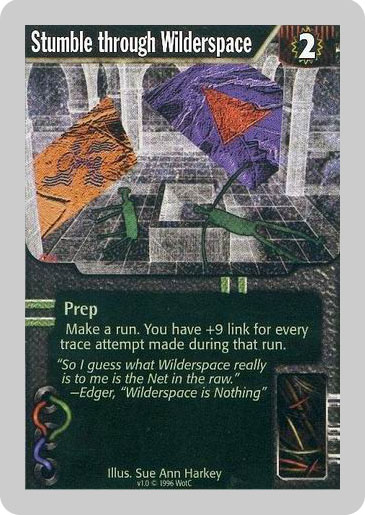 Stumble through Wilderspace
2
Prep
Make a run. You have +9 link for every
trace attempt made during that run.
"So I guess what Wilderspace really
is to me is the Net in the raw."
–Edger, "Wilderspace is Nothing"
Illus. Sue Ann Harkey
v1.0 © 1996 WotC